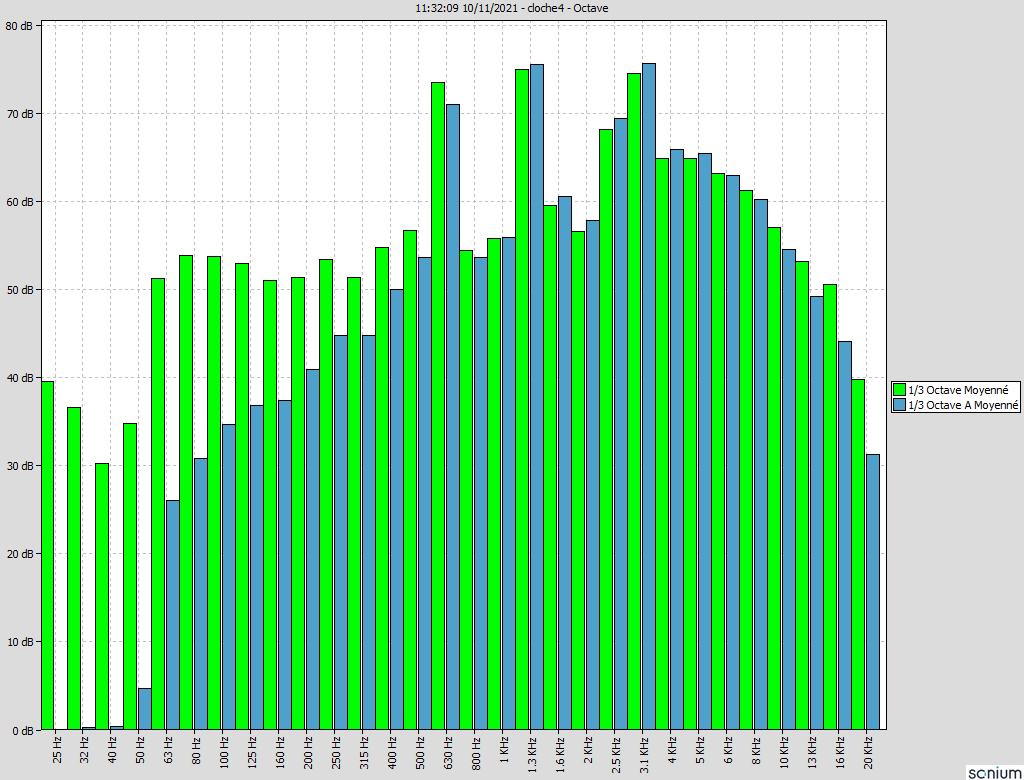 11:32:09 10/11/2021 - cloche4 - Octave
80 dB
70 dB
60 dB
50 dB
40 dB
30 dB
20 dB
10 dB
0 dB
25 Hz
32 Hz
40 Hz
50 Hz
63 Hz
80 Hz
100 Hz
125 Hz
160 Hz
200 Hz
250 Hz
315 Hz
400 Hz
500 Hz
630 Hz
800 Hz
1 KHz
1.3 KHz
1.6 KHz
2 KHz
2.5 KHz
3.1 KHz
4 KHz
5 KHz
6 KHz
8 KHz
10 KHz
13 KHz
16 KHz
20 KHz
1/3 Octave Moyenné
1/3 Octave A Moyenné
scnium